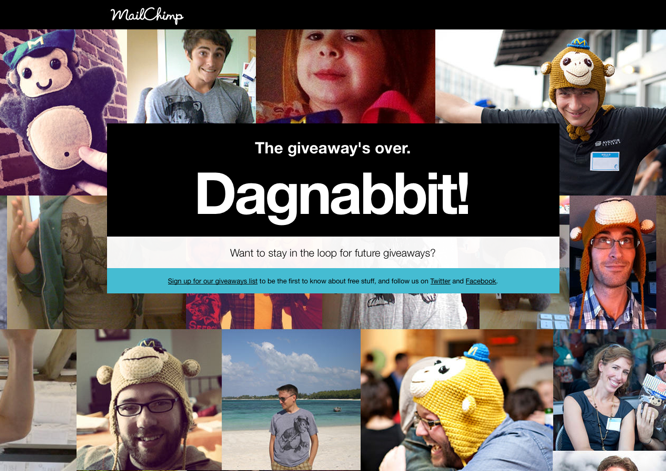 MailChimp
The giveaway's over.
Dagnabbit!
Want to stay in the loop for future giveaways?
Sign up for our giveaways list to be the first to know about free stuff, and follow us on Twitter and Facebook.